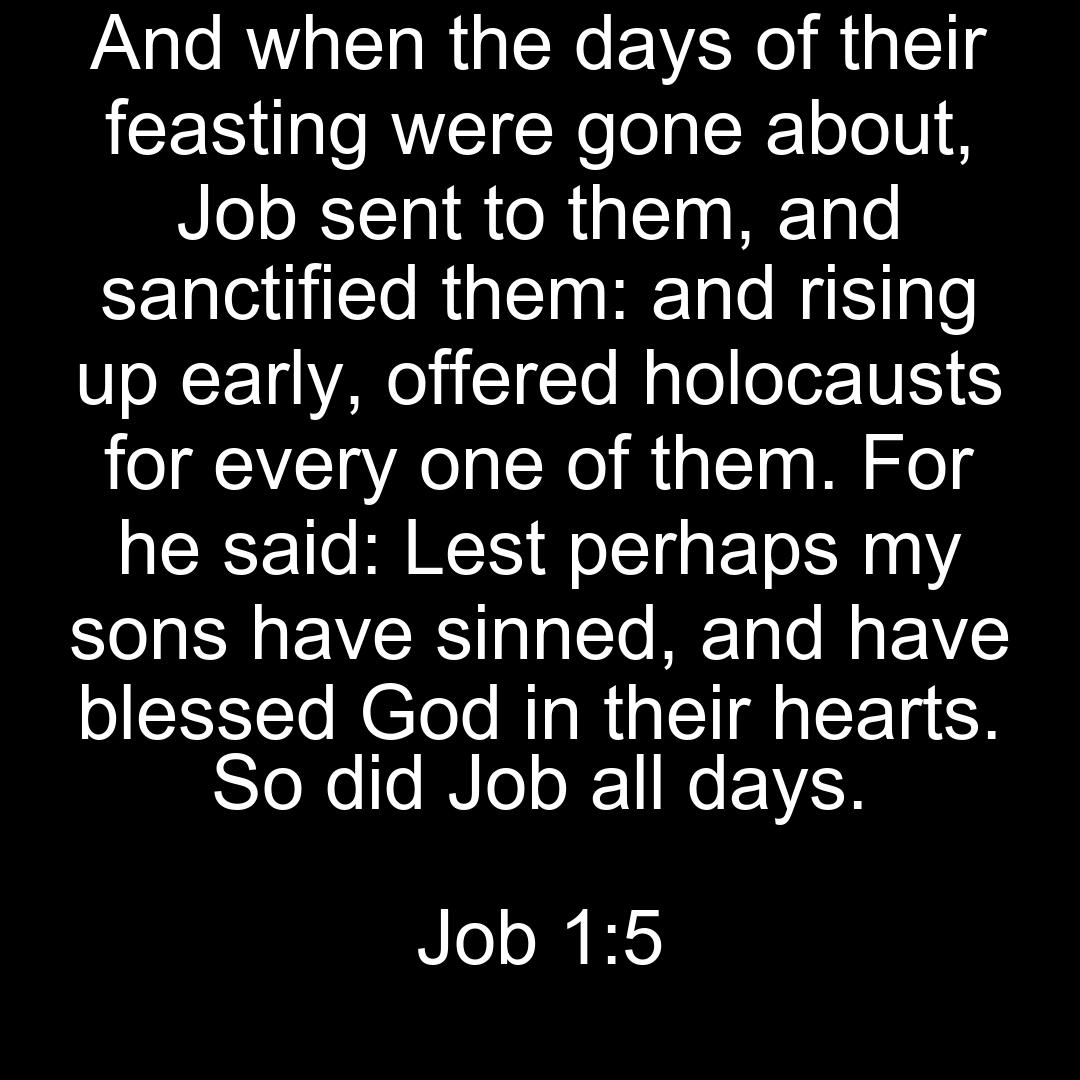 And when the days of their
feasting were gone about,
Job sent to them, and
sanctified them: and rising
up early, offered holocausts
for every one of them. For
he said: Lest perhaps my
sons have sinned, and have
blessed God in their hearts.
So did Job all days.
Job 1:5